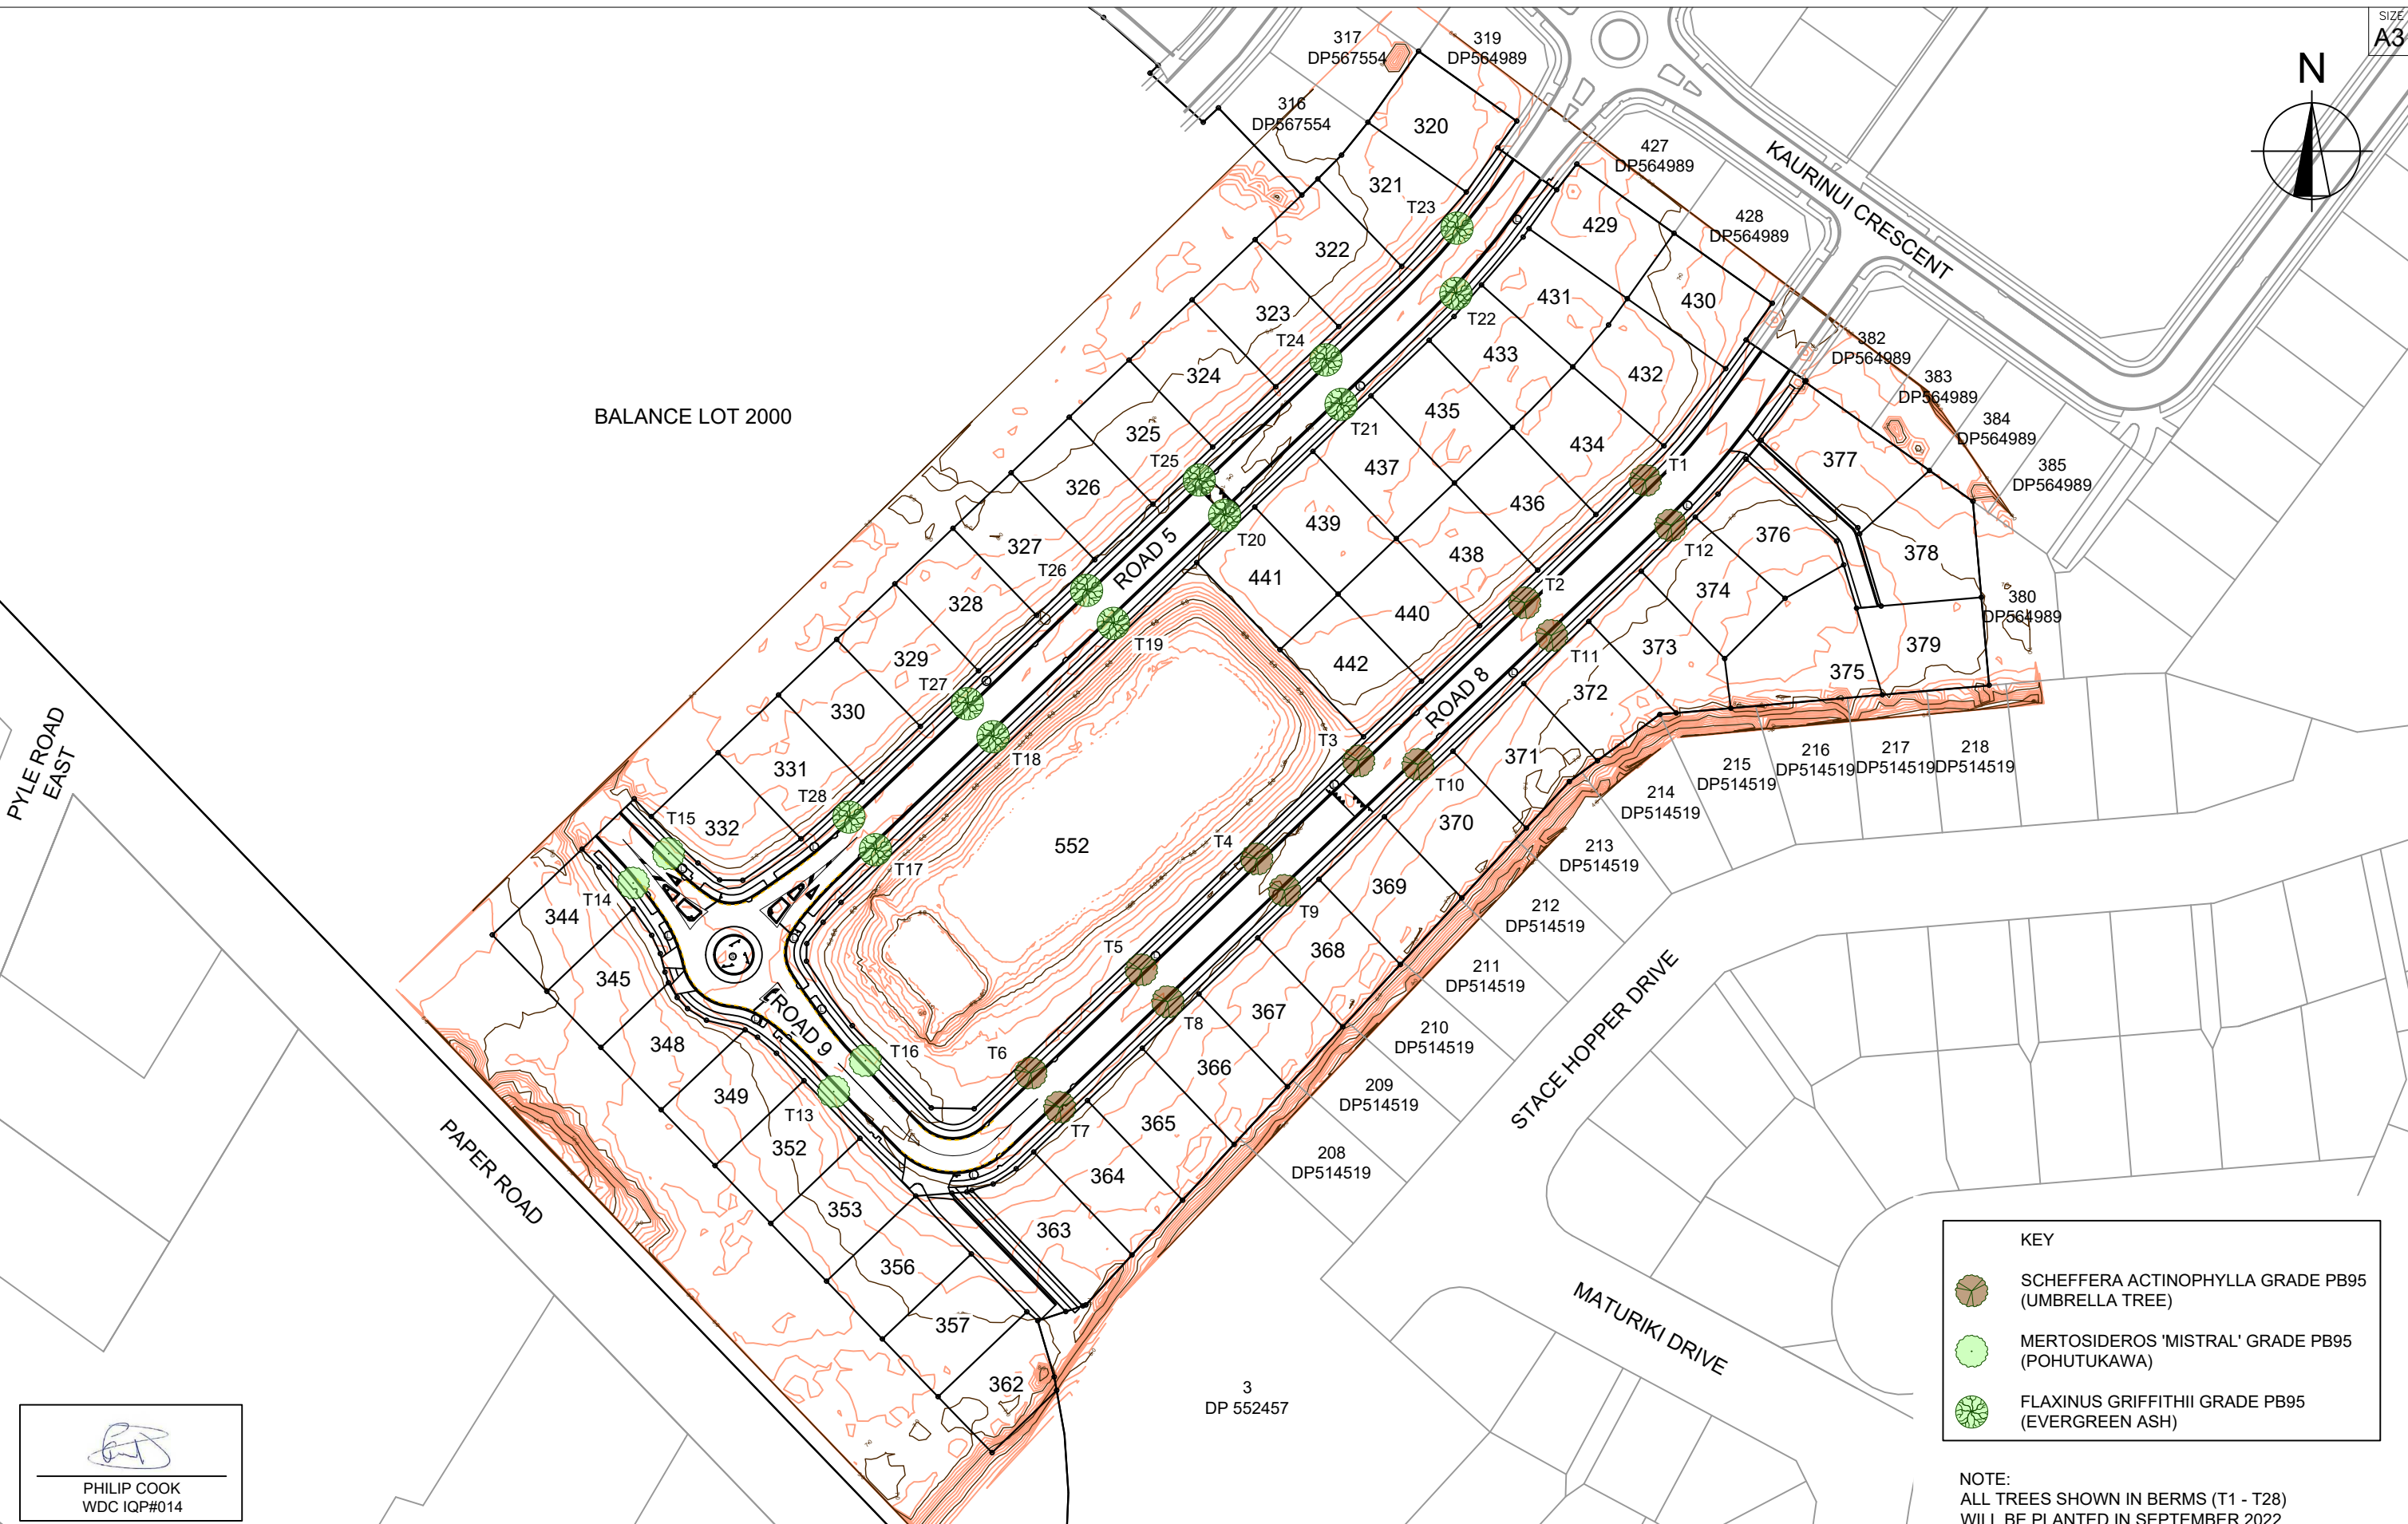 SIZE
A3
N
317
DP567554
319
DP564989
316
DP567554
320
321
T23
322
427
DP564989
KAURINUI CRESCENT
429
428
DP564989
323
T24
T22
431
430
324
433
432
382
DP564989
383
DP564989
384
DP564989
385
DP564989
BALANCE LOT 2000
325
T25
T21
435
434
T1
377
326
437
436
376
378
327
T20
439
438
T12
374
T26
ROAD 5
441
440
T2
373
380
DP564989
328
T19
442
T11
375
379
329
T27
ROAD 8
372
330
T18
T3
371
216
DP514519
217
DP514519
218
DP514519
215
DP514519
214
DP514519
PYLE ROAD
EAST
331
T28
T10
370
T15
332
552
T4
213
DP514519
T14
T17
369
344
T9
212
DP514519
345
T5
368
211
DP514519
348
ROAD 9
T16
T8
367
210
DP514519
STACE HOPPER DRIVE
349
T6
366
209
DP514519
T13
T7
365
352
364
208
DP514519
PAPER ROAD
353
363
356
357
362
3
DP 552457
MATURIKI DRIVE
KEY
SCHEFFERA ACTINOPHYLLA GRADE PB95
(UMBRELLA TREE)
MERTOSIDEROS 'MISTRAL' GRADE PB95
(POHUTUKAWA)
FLAXINUS GRIFFITHII GRADE PB95
(EVERGREEN ASH)
NOTE:
ALL TREES SHOWN IN BERMS (T1 - T28)
WILL BE PLANTED IN SEPTEMBER 2022
PHILIP COOK
WDC IQP#014